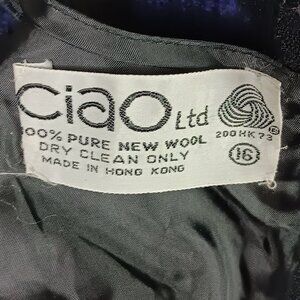 ciao Ltd
200HK73
100% PURE NEW WOOL
DRY CLEAN ONLY
MADE IN HONG KONG
16